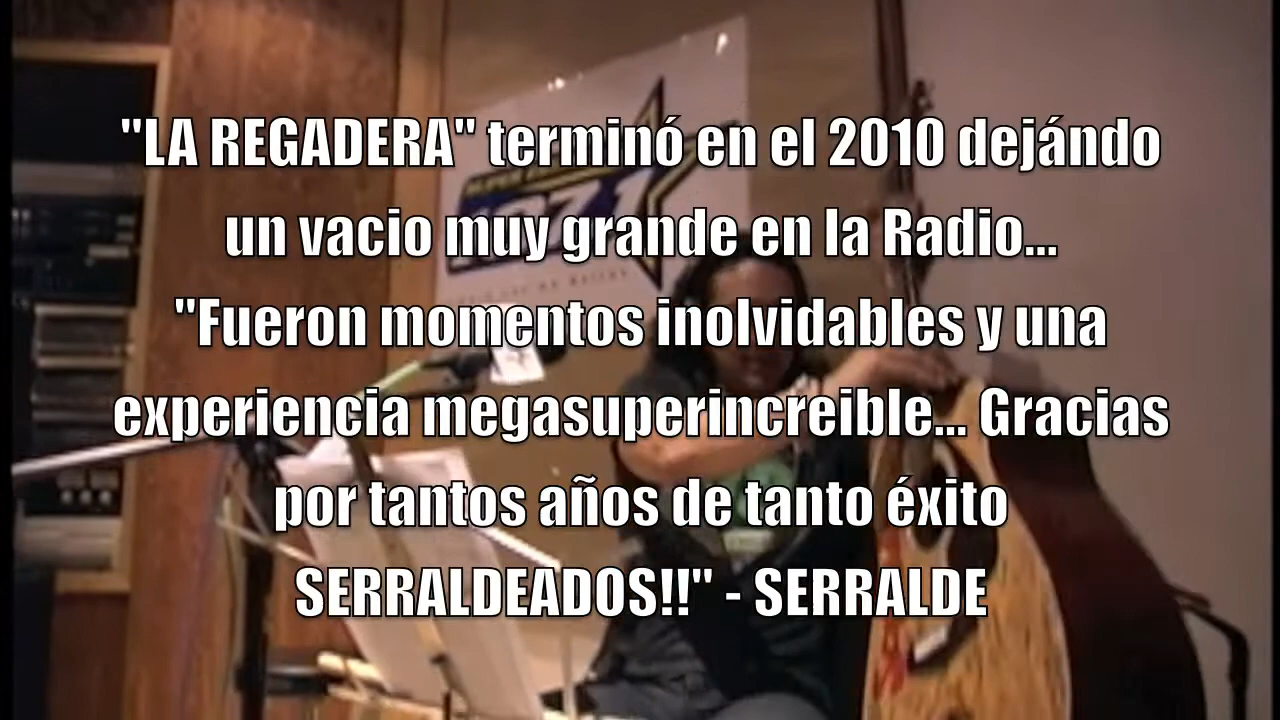 "LA REGADERA" terminó en el 2010 dejándo
un vacio muy grande en la Radio...
"Fueron momentos inolvidables y una
experiencia megasuperincreible... Gracias
por tantos años de tanto éxito
SERRALDEADOS!!" - SERRALDE